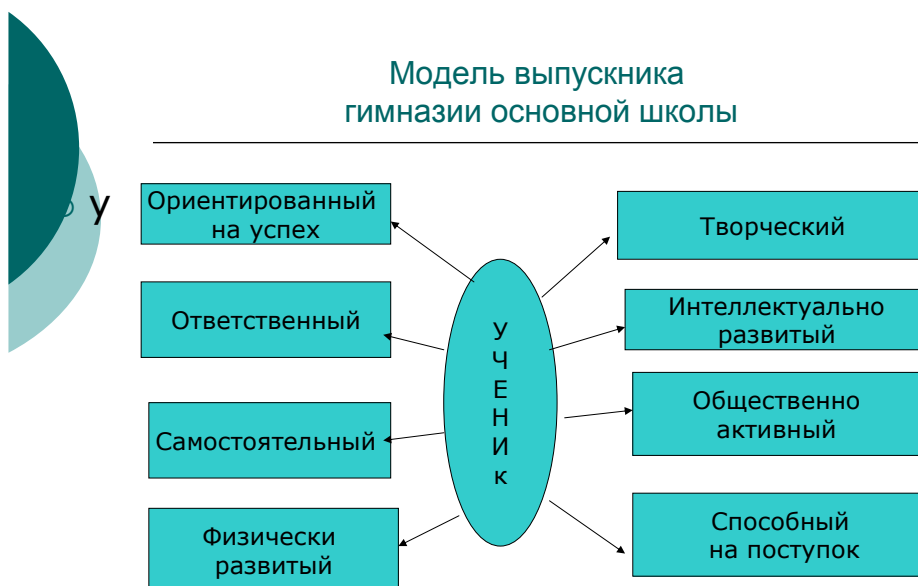 Модель выпускника
гимназии основной школы
у
Ориентированный
на успех
Ответственный
Самостоятельный
Физически
развитый
У
Ч
Е
Н
И
к
Творческий
Интеллектуально
развитый
Общественно
активный
Способный
на поступок